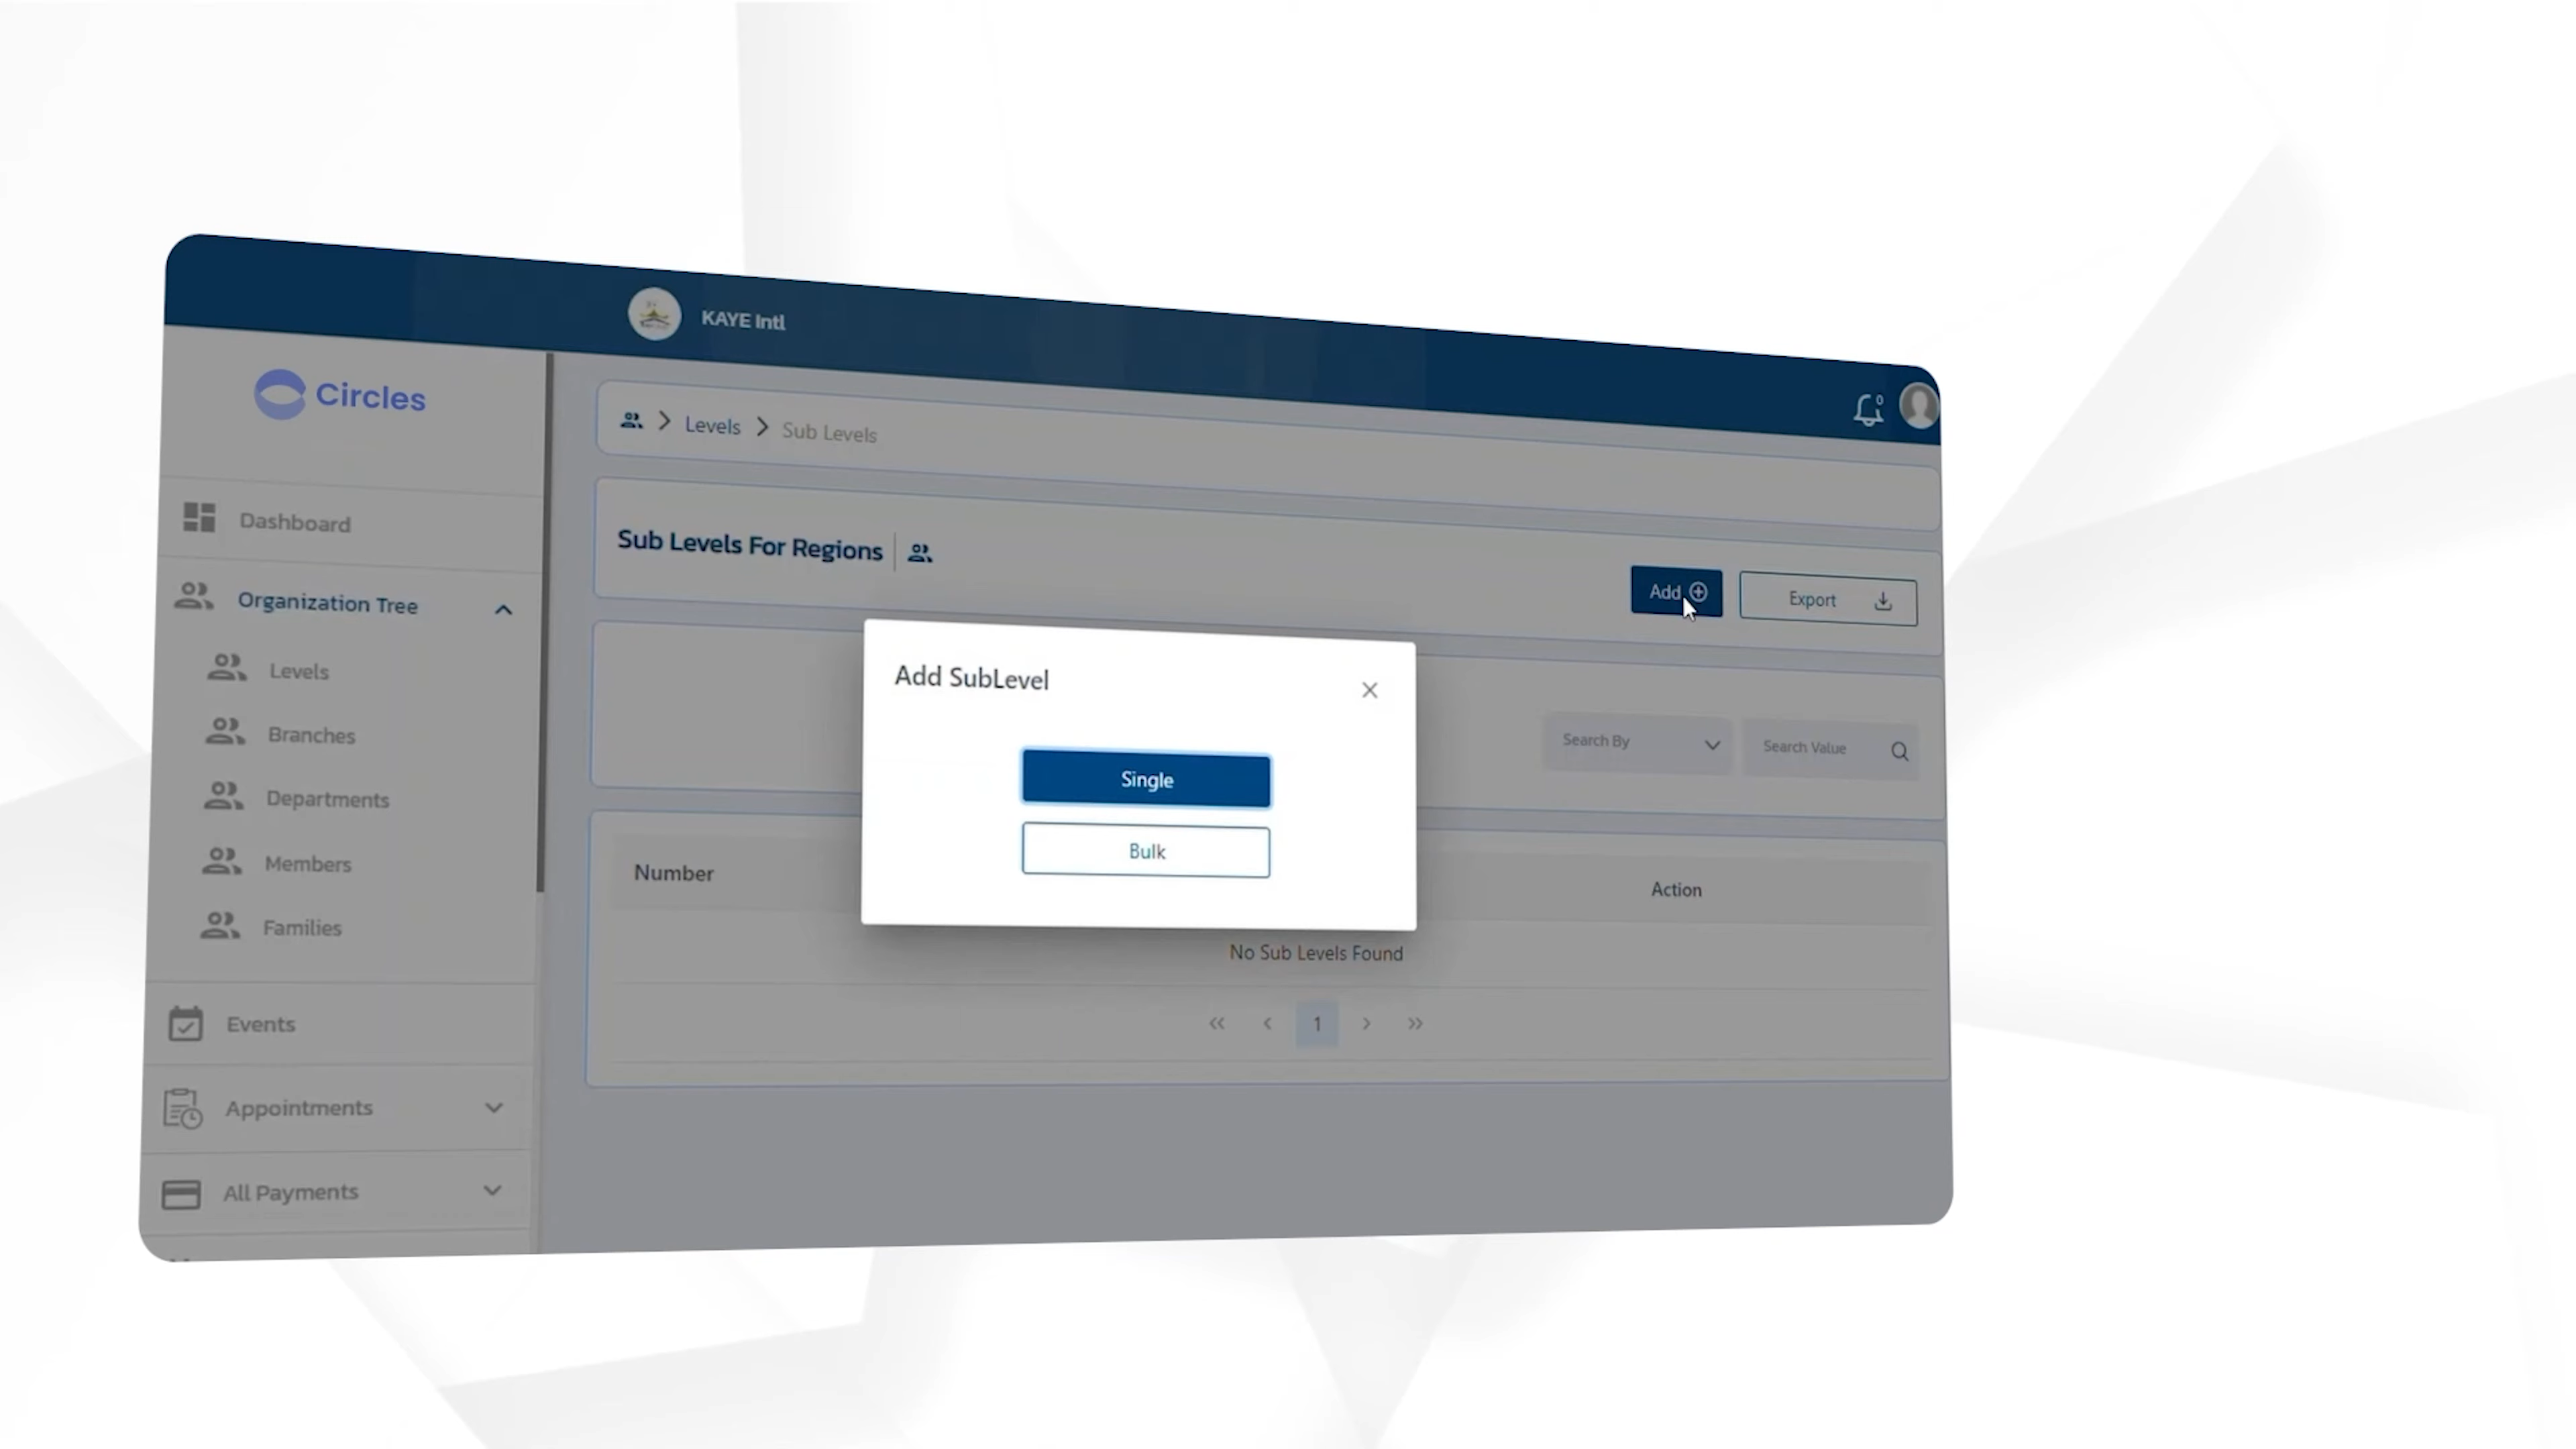 KAYE Intl
0
Circles
Levels
Sub Levels
Dashboard
Sub Levels For Regions
Add
Export
Organization Tree
Levels
Branches
Departments
Members
Families
Events
Appointments
All Payments
Add SubLevel
Single
Bulk
Search By
Search Value
Number
Action
No Sub Levels Found
1